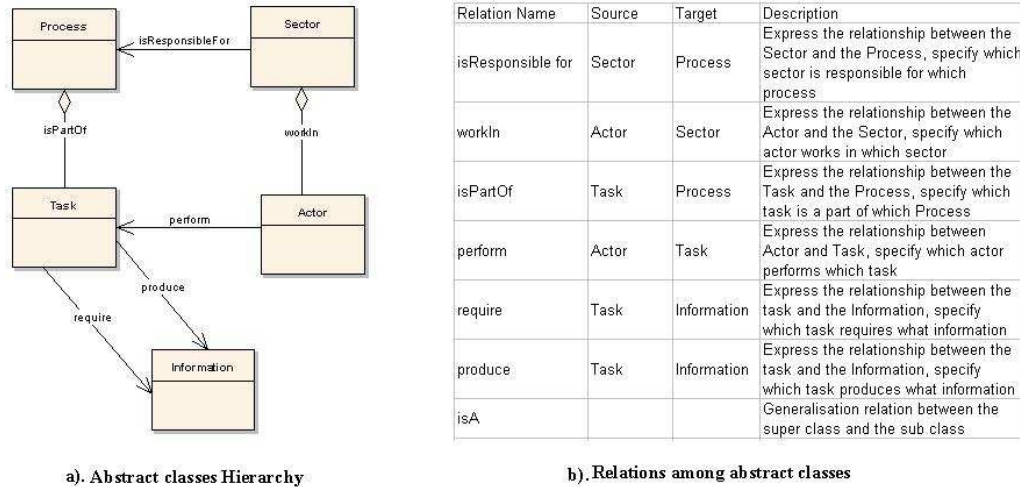 Process
Sector
isResponsibleFor
isPartOf
workIn
Task
Actor
perform
produce
require
Information
a). Abstract classes Hierarchy
Relation Name Source Target Description
isResponsible for Sector Process Express the relationship between the
Sector and the Process, specify which
sector is responsible for which
process
workIn Actor Sector Express the relationship between the
Actor and the Sector, specify which
actor works in which sector
isPartOf Task Process Express the relationship between the
Task and the Process, specify which
task is a part of which Process
perform Actor Task Express the relationship between
Actor and Task, specify which actor
performs which task
require Task Information Express the relationship between the
task and the Information, specify
which task requires what information
produce Task Information Express the relationship between the
task and the Information, specify
which task produces what information
isA Generalisation relation between the
super class and the sub class
b). Relations among abstract classes